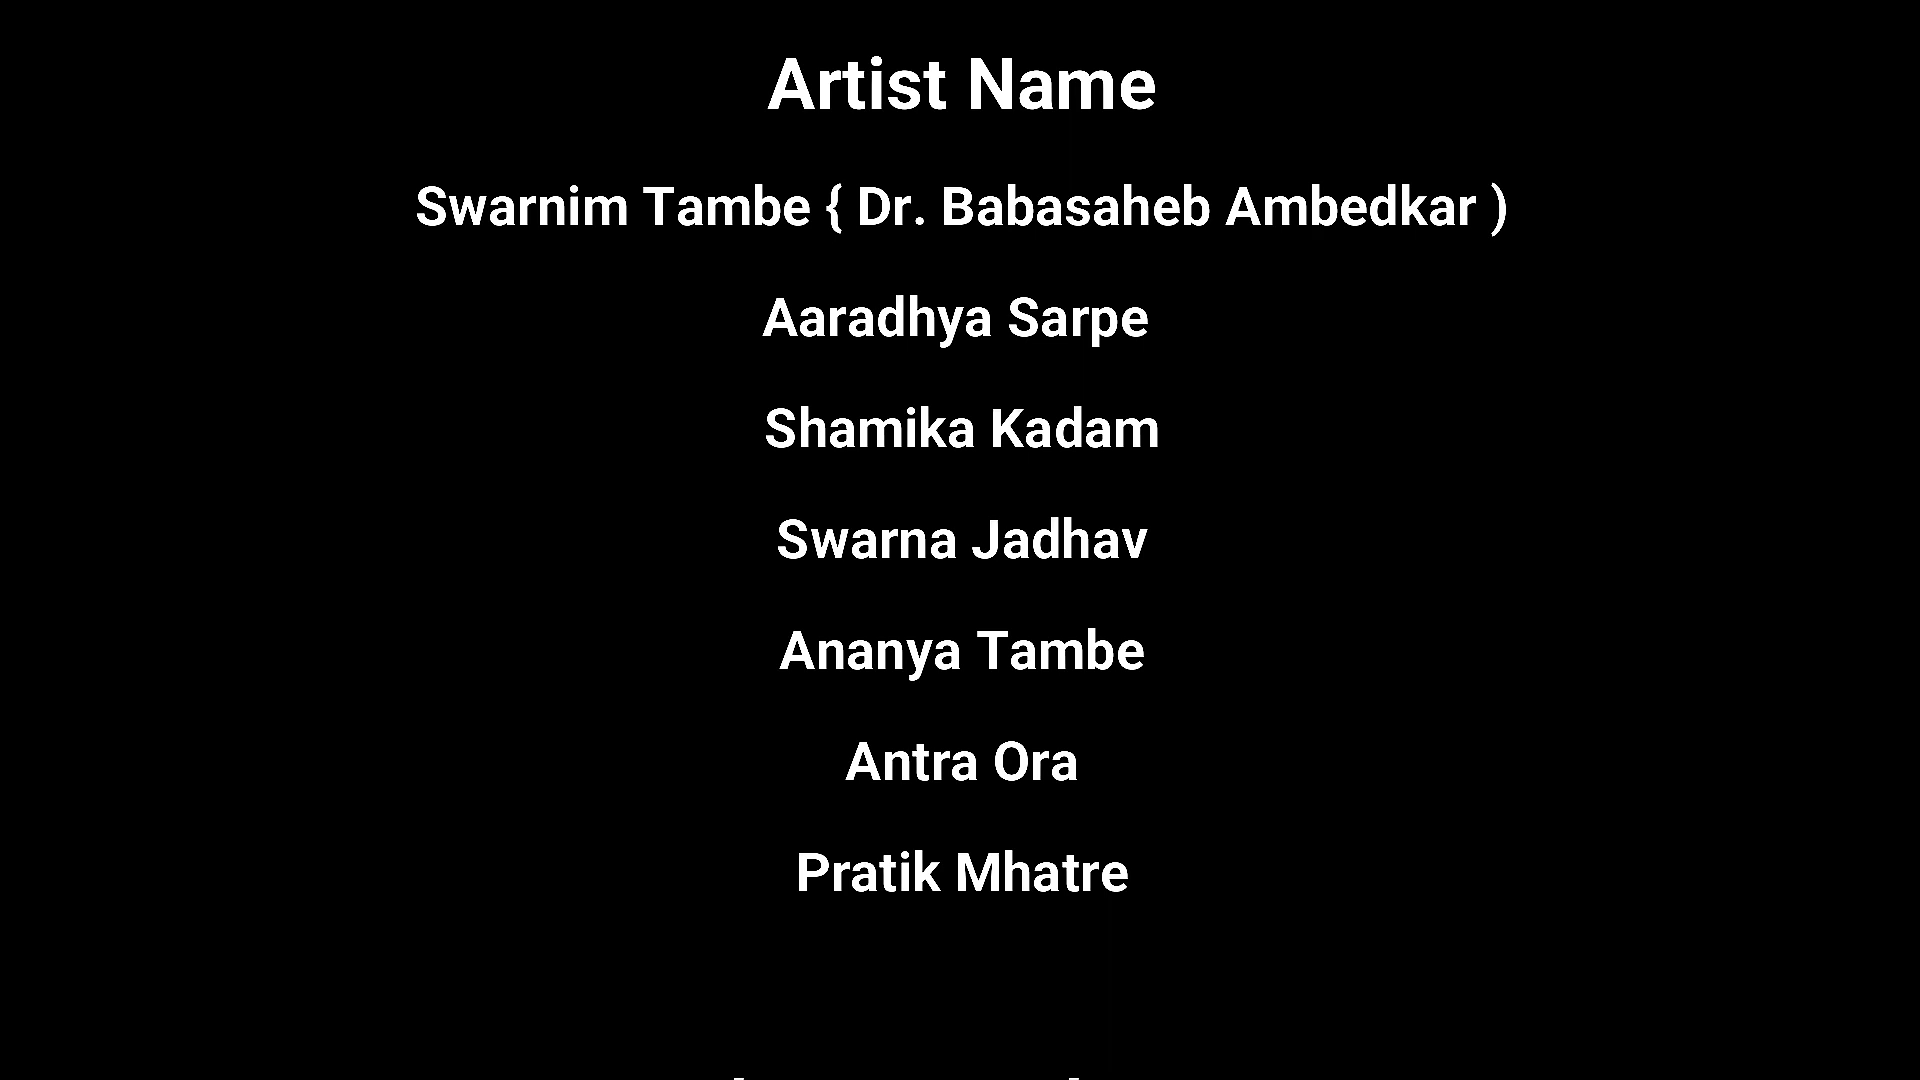 Artist Name
Swarnim Tambe { Dr. Babasaheb Ambedkar )
Aaradhya Sarpe
Shamika Kadam
Swarna Jadhav
Ananya Tambe
Antra Ora
Pratik Mhatre